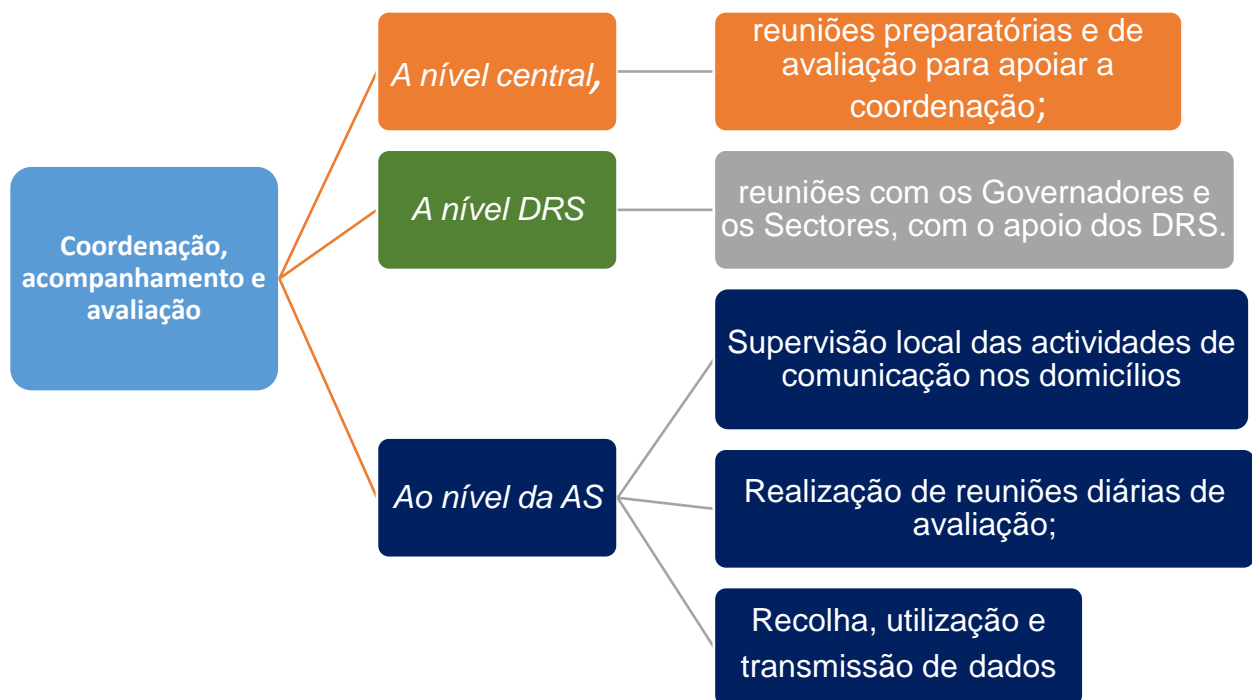 Coordenação,
acompanhamento e
avaliação
A nível central,
reuniões preparatórias e de
avaliação para apoiar a
coordenação;
A nível DRS
reuniões com os Governadores e
os Sectores, com o apoio dos DRS.
Ao nível da AS
Supervisão local das actividades de
comunicação nos domicílios
Realização de reuniões diárias de
avaliação;
Recolha, utilização e
transmissão de dados